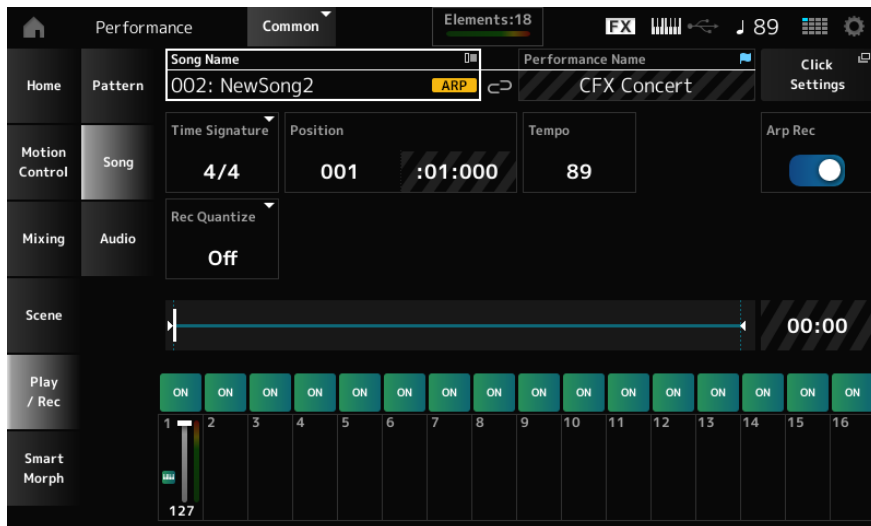 Performance
Common
Elements:18
FX
♩ 89
Home
Pattern
Song Name
002: NewSong2
ARP
Performance Name
CFX Concert
Click
Settings
Motion
Control
Song
Time Signature
4/4
Position
001 :01:000
Tempo
89
Arp Rec
Mixing
Audio
Rec Quantize
Off
Scene
00:00
Play
/ Rec
ON ON ON ON ON ON ON ON ON ON ON ON ON ON ON ON
1 2 3 4 5 6 7 8 9 10 11 12 13 14 15 16
Smart
Morph
127